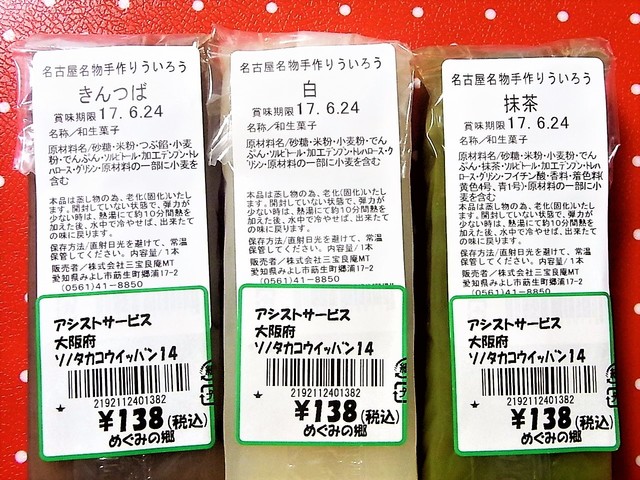 名古屋名物手作りういろう
きんつば
賞味期限 17. 6.24
名称／和生菓子
原材料名／砂糖・米粉・つぶ餡・小麦
粉・でんぷん・ソルビトール・加工デンプン・トレ
ハロース・グリシン・原材料の一部に小麦を
含む
本品は蒸し物の為、老化(固化)いたし
ます。開封していない状態で、弾力が
少ない時は、熱湯にて約10分間熱を
加えた後、水中で冷やせば、出来たて
の味に戻ります。
保存方法／直射日光を避けて、常温
保管してください。内容量／1本
販売者／株式会社三宝良庵MT
愛知県みよし市莇生町郷浦17-2
(0561)41-8850
アシストサービス
大阪府
ソノタカコウイッパン14
2192112401382
¥138(税込)
めぐみの郷
名古屋名物手作りういろう
白
賞味期限 17. 6.24
名称／和生菓子
原材料名／砂糖・米粉・小麦粉・でん
ぷん・ソルビトール・加工デンプン・トレハロース・グ
リシン・原材料の一部に小麦を含む
本品は蒸し物の為、老化(固化)いたし
ます。開封していない状態で、弾力が
少ない時は、熱湯にて約10分間熱を
加えた後、水中で冷やせば、出来たて
の味に戻ります。
保存方法／直射日光を避けて、常温
保管してください。内容量／1本
販売者／株式会社三宝良庵MT
愛知県みよし市莇生町郷浦17-2
(0561)41-8850
アシストサービス
大阪府
ソノタカコウイッパン14
2192112401382
¥138(税込)
めぐみの郷
名古屋名物手作りういろう
抹茶
賞味期限 17. 6.24
名称／和生菓子
原材料名／砂糖・米粉・小麦粉・でんぷ
ん・抹茶・ソルビトール・加工デンプン・トレハ
ロース・グリシン・フイチン酸・香料・着色料(
黄色4号、青1号)・原材料の一部に小
麦を含む
本品は蒸し物の為、老化(固化)いたしま
す。開封していない状態で、弾力が少
ない時は、熱湯にて約10分間熱を加え
た後、水中で冷やせば、出来たての味
に戻ります。
保存方法／直射日光を避けて、常温保
管してください。内容量／1本
販売者／株式会社三宝良庵MT
愛知県みよし市莇生町郷浦17-2
(0561)41-8850
アシストサービス
大阪府
ソノタカコウイッパン14
2192112401382
¥138(税込)
めぐみの郷